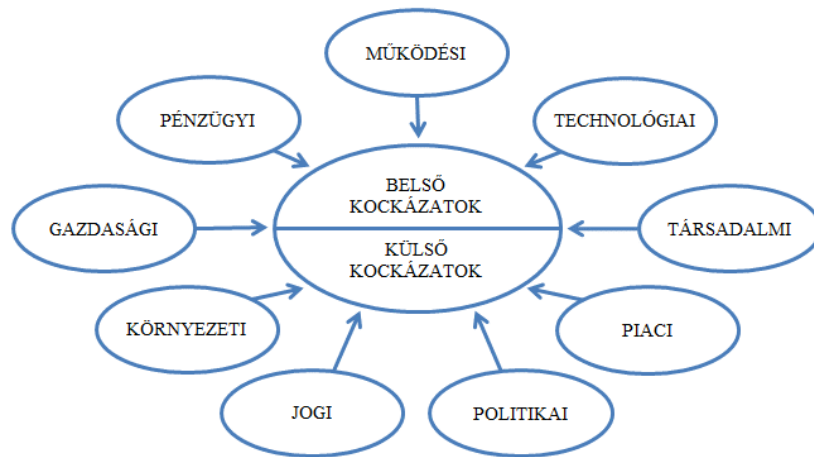 MŰKÖDÉSI
PÉNZÜGYI
TECHNOLÓGIAI
BELSŐ
KOCKÁZATOK
GAZDASÁGI
TÁRSADALMI
KÜLSŐ
KOCKÁZATOK
KÖRNYEZETI
PIACI
JOGI
POLITIKAI